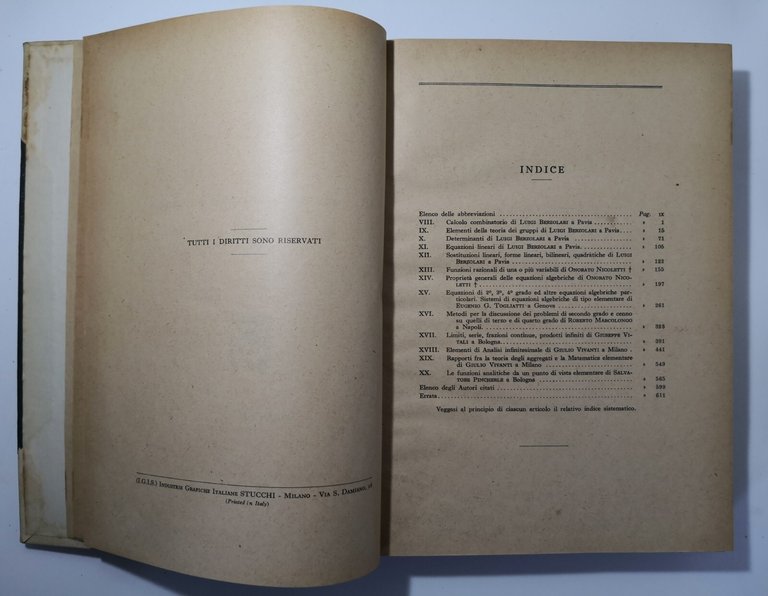 TUTTI I DIRITTI SONO RISERVATI
(I.G.I.S.) INDUSTRIE GRAFICHE ITALIANE STUCCHI - MILANO - VIA S. DAMIANO, 16
(Printed in Italy)
INDICE
Elenco delle abbreviazioni Pag. IX
VIII. Calcolo combinatorio di LUIGI BERZOLARI a Pavia » 1
IX. Elementi della teoria dei gruppi di LUIGI BERZOLARI a Pavia » 15
X. Determinanti di LUIGI BERZOLARI a Pavia » 71
XI. Equazioni lineari di LUIGI BERZOLARI a Pavia. » 106
XII. Sostituzioni lineari, forme lineari, bilineari, quadratiche di LUIGI
BERZOLARI a Pavia » 122
XIII. Funzioni razionali di una o più variabili di ONORATO NICOLETTI † » 150
XIV. Proprietà generali delle equazioni algebriche di ONORATO NICO-
LETTI † » 197
XV. Equazioni di 2º, 3º, 4º grado ed altre equazioni algebriche par-
ticolari. Sistemi di equazioni algebriche di tipo elementare di
EUGENIO G. TOGLIATTI a Genova » 261
XVI. Metodi per la discussione dei problemi di secondo grado e cenno
su quelli di terzo e di quarto grado di ROBERTO MARCOLONGO
a Napoli. »
XVII. Limiti, serie, frazioni continue, prodotti infiniti di GIUSEPPE VI-
TALI a Bologna » 391
XVIII. Elementi di Analisi infinitesimale di GIULIO VIVANTI a Milano » 441
XIX. Rapporti fra la teoria degli aggregati e la Matematica elementare
di GIULIO VIVANTI a Milano » 549
XX. Le funzioni analitiche da un punto di vista elementare di SALVA-
TORE PINCHERLE a Bologna » 565
Elenco degli Autori citati » 599
Errata » 611
Veggasi al principio di ciascun articolo il relativo indice sistematico.